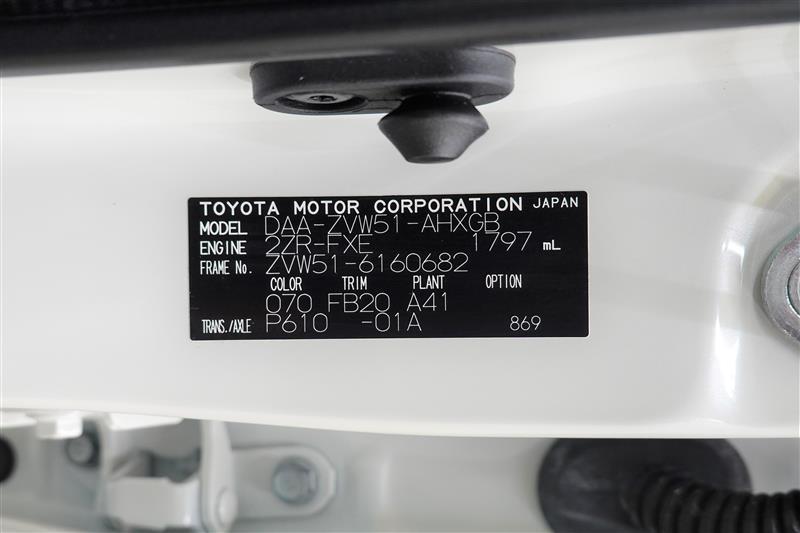 TOYOTA MOTOR CORPORATION JAPAN
MODEL DAA-ZVW51-AHXGB
ENGINE 2ZR-FXE 1797 mL
FRAME No. ZVW51-6160682
COLOR TRIM PLANT OPTION
070 FB20 A41
TRANS./AXLE P610 -01A 869